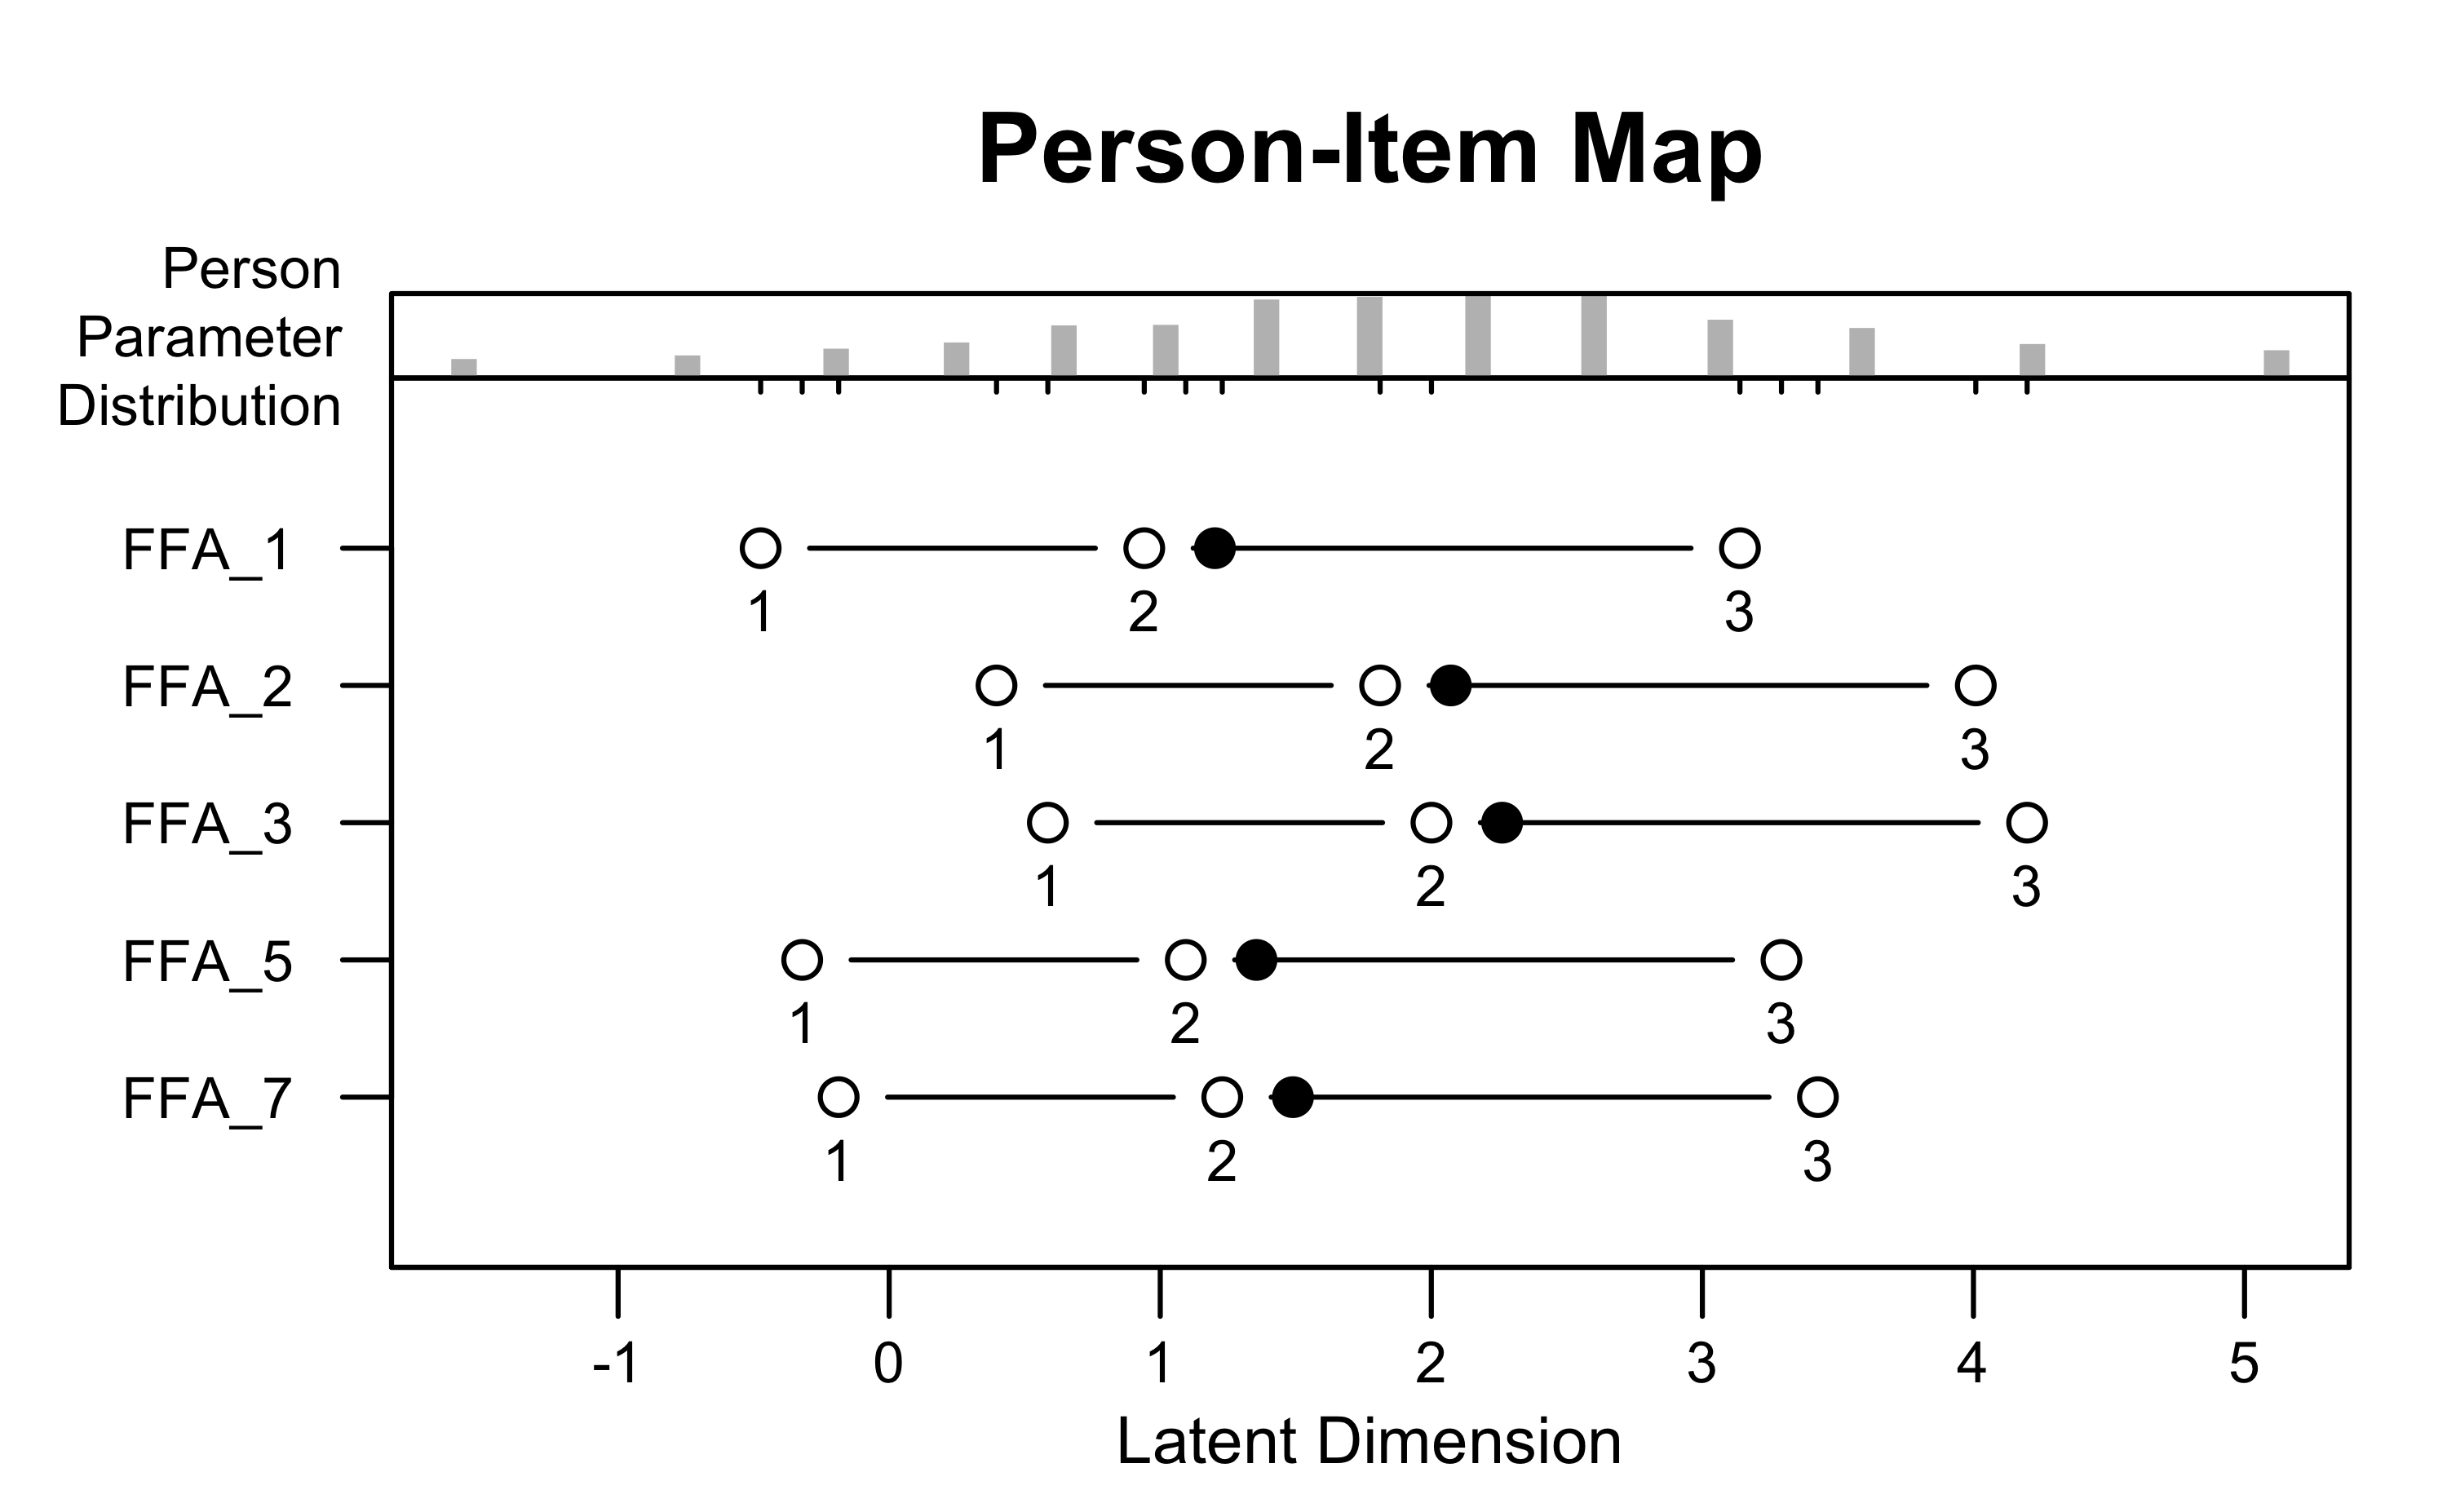 Person-Item Map
Person
Parameter
Distribution
FFA_1
1 2 3
FFA_2
1 2 3
FFA_3
1 2 3
FFA_5
1 2 3
FFA_7
1 2 3
-1 0 1 2 3 4 5
Latent Dimension